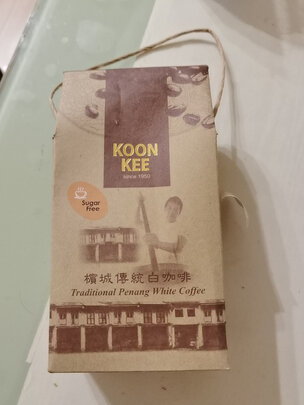 KOON
KEE
since 1950
Sugar
Free
檳城傳統白咖啡
Traditional Penang White Coffee